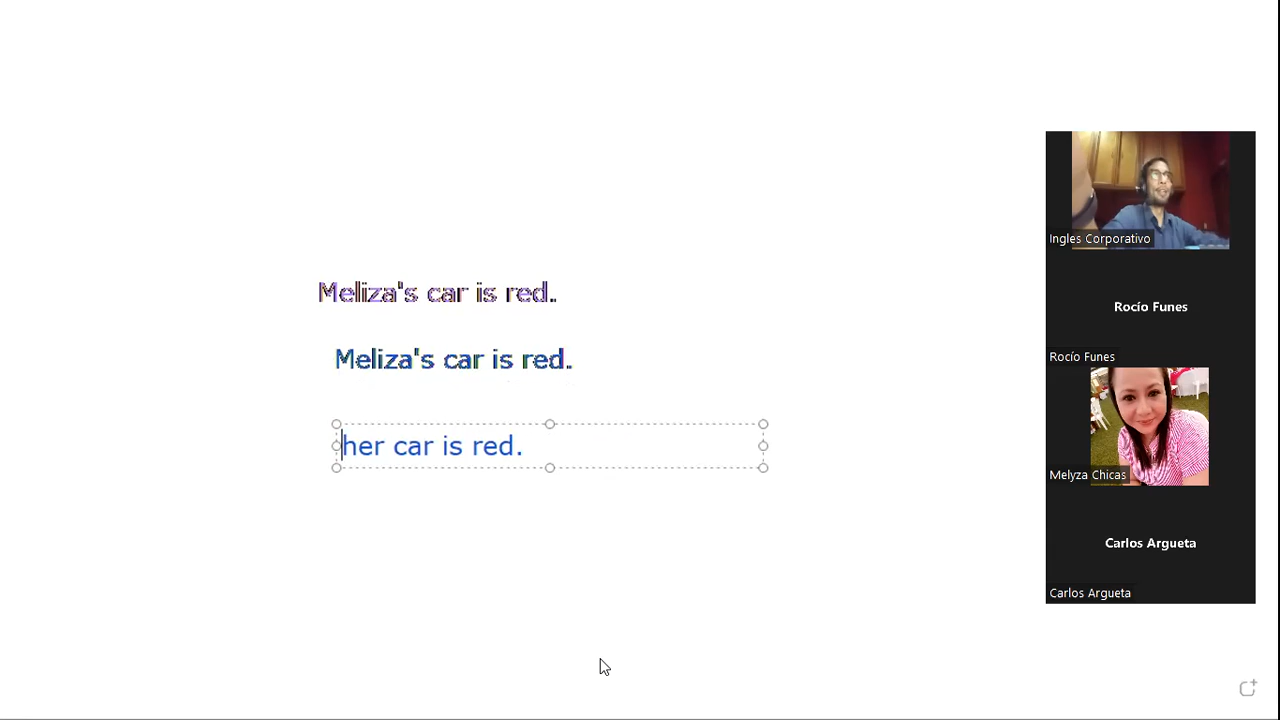 Meliza's car is red..
Meliza's car is red..
her car is red.
Ingles Corporativo
Rocío Funes
Rocío Funes
Melyza Chicas
Carlos Argueta
Carlos Argueta